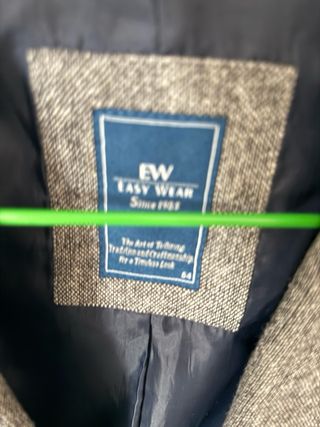 EW
EASY WEAR
Since 1985
The Art of Tailoring
Tradition and Craftmanship
for a Timeless Look
54